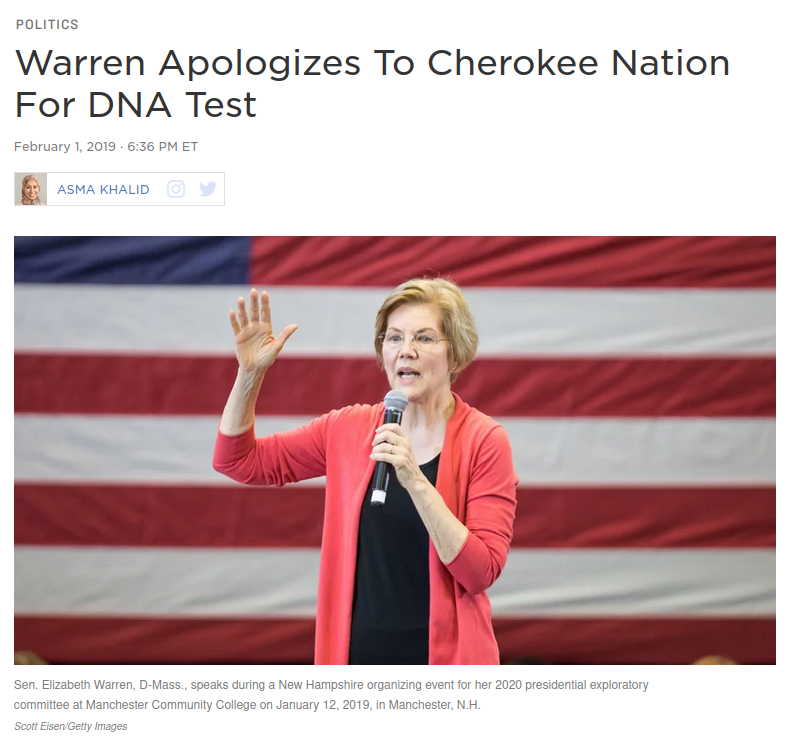 POLITICS
Warren Apologizes To Cherokee Nation
For DNA Test
February 1, 2019 · 6:36 PM ET
ASMA KHALID
Sen. Elizabeth Warren, D-Mass., speaks during a New Hampshire organizing event for her 2020 presidential exploratory
committee at Manchester Community College on January 12, 2019, in Manchester, N.H.
Scott Eisen/Getty Images